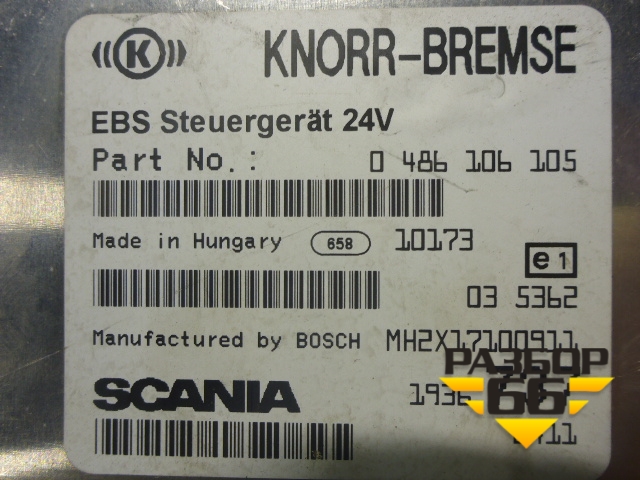 K KNORR-BREMSE
EBS Steuergerät 24V
Part No.: 0 486 106 105
Made in Hungary 658 10173
e1
03 5362
Manufactured by BOSCH MH2X17100911
РАЗБОР
66
SCANIA